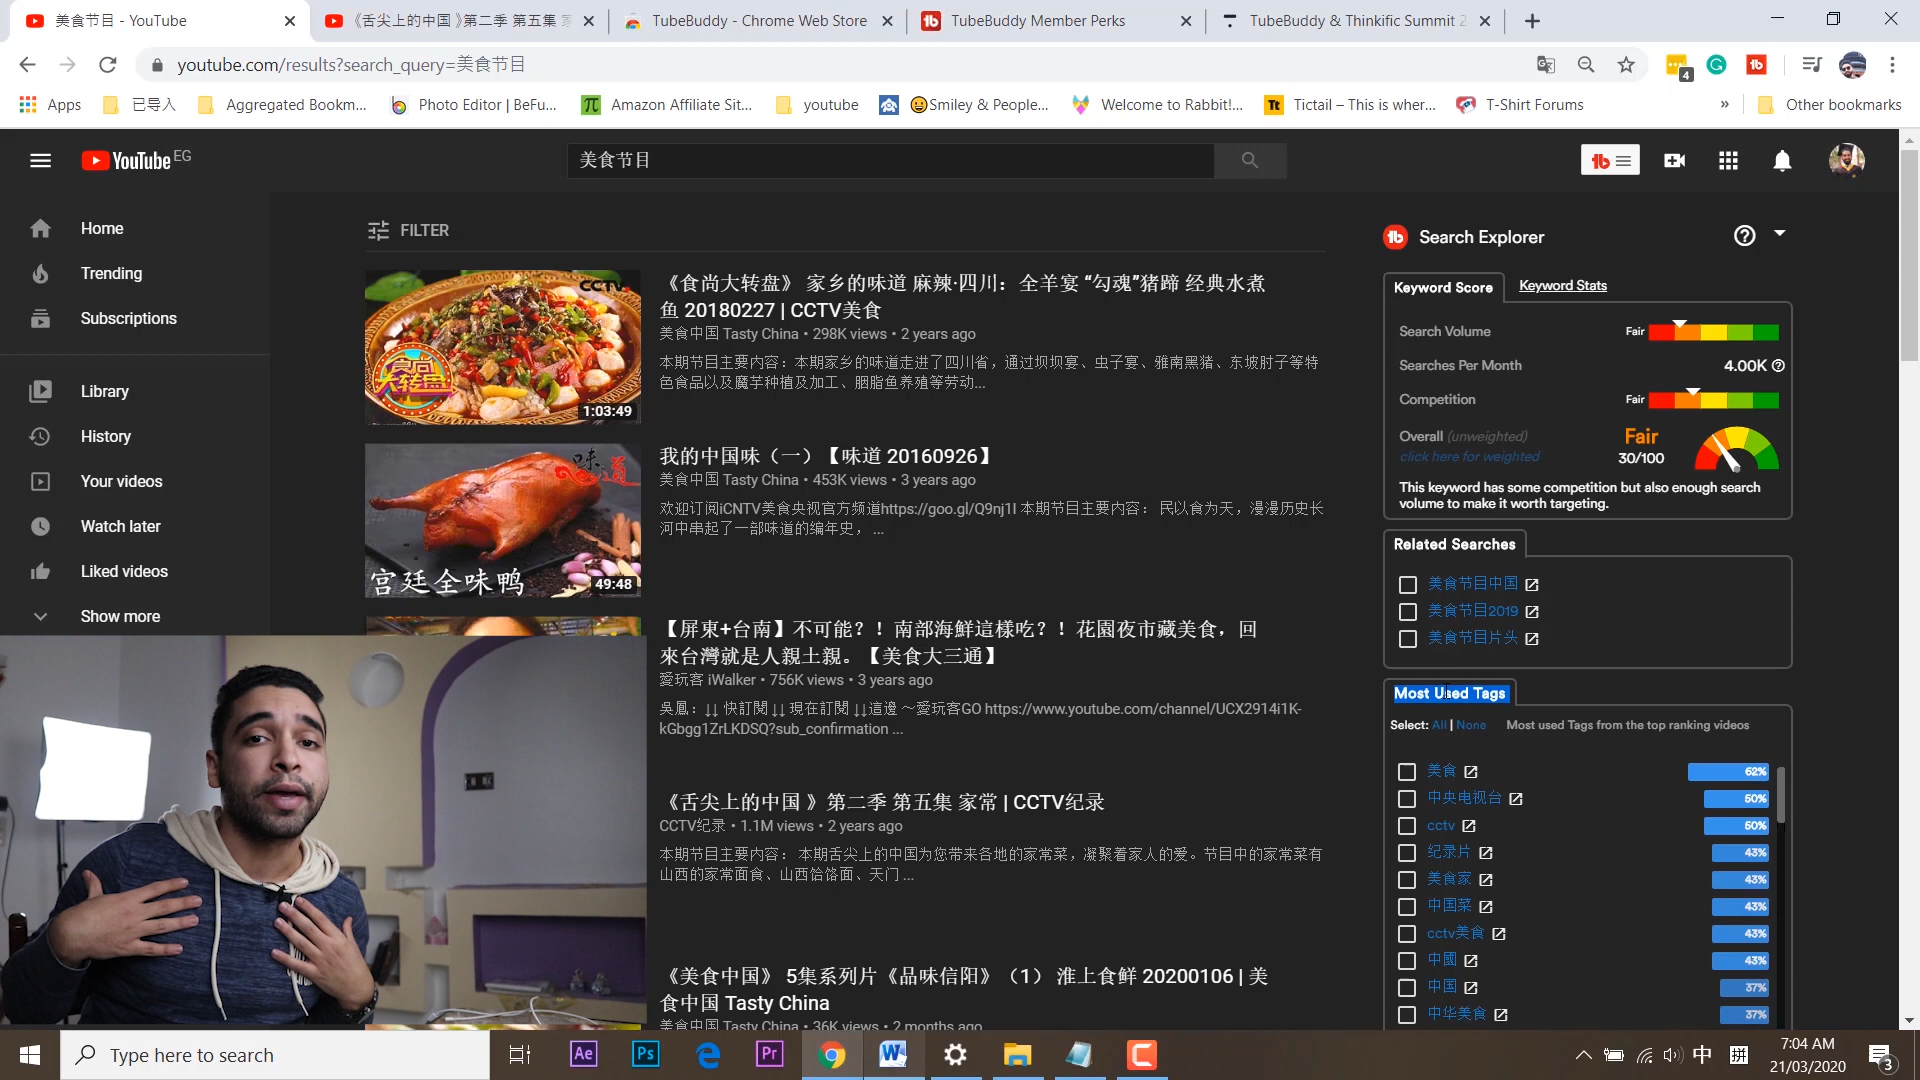 美食节目 - YouTube
《舌尖上的中国 》第二季 第五集 家
TubeBuddy - Chrome Web Store
TubeBuddy Member Perks
TubeBuddy & Thinkific Summit 2
youtube.com/results?search_query=美食节目
4
Apps
已导入
Aggregated Bookm...
Photo Editor | BeFu...
Amazon Affiliate Sit...
youtube
Smiley & People...
Welcome to Rabbit!...
Tictail – This is wher...
T-Shirt Forums
»
Other bookmarks
YouTube EG
美食节目
Home
Trending
Subscriptions
Library
History
Your videos
Watch later
Liked videos
Show more
FILTER
CCTV
食尚大转盘
1:03:49
《食尚大转盘》 家乡的味道 麻辣·四川：全羊宴 “勾魂”猪蹄 经典水煮
鱼 20180227 | CCTV美食
美食中国 Tasty China • 298K views • 2 years ago
本期节目主要内容：本期家乡的味道走进了四川省，通过坝坝宴、虫子宴、雅南黑猪、东坡肘子等特
色食品以及魔芋种植及加工、胭脂鱼养殖等劳动...
味道
宫廷全味鸭
49:48
我的中国味（一）【味道 20160926】
美食中国 Tasty China • 453K views • 3 years ago
欢迎订阅iCNTV美食央视官方频道https://goo.gl/Q9nj1I 本期节目主要内容： 民以食为天，漫漫历史长
河中串起了一部味道的编年史， ...
【屏東+台南】不可能？！南部海鮮這樣吃？！花園夜市藏美食，回
來台灣就是人親土親。【美食大三通】
愛玩客 iWalker • 756K views • 3 years ago
吳鳳：↓↓ 快訂閱 ↓↓ 現在訂閱 ↓↓這邊 ～愛玩客GO https://www.youtube.com/channel/UCX2914i1K-
kGbgg1ZrLKDSQ?sub_confirmation ...
《舌尖上的中国 》第二季 第五集 家常 | CCTV纪录
CCTV纪录 • 1.1M views • 2 years ago
本期节目主要内容： 本期舌尖上的中国为您带来各地的家常菜，凝聚着家人的爱。节目中的家常菜有
山西的家常面食、山西饸饹面、天门 ...
《美食中国》 5集系列片《品味信阳》（1） 淮上食鲜 20200106 | 美
食中国 Tasty China
美食中国 Tasty China • 36K views • 2 months ago
Search Explorer
Keyword Score
Keyword Stats
Search Volume
Fair
Searches Per Month
4.00K
Competition
Fair
Overall (unweighted)
click here for weighted
Fair
30/100
This keyword has some competition but also enough search
volume to make it worth targeting.
Related Searches
美食节目中国
美食节目2019
美食节目片头
Most Used Tags
Select: All | None
Most used Tags from the top ranking videos
美食 62%
中央电视台 50%
cctv 50%
纪录片 43%
美食家 43%
中国菜 43%
cctv美食 43%
中國 43%
中国 37%
中华美食 37%
Type here to search
Ae
Ps
Pr
中
拼
7:04 AM
21/03/2020
3